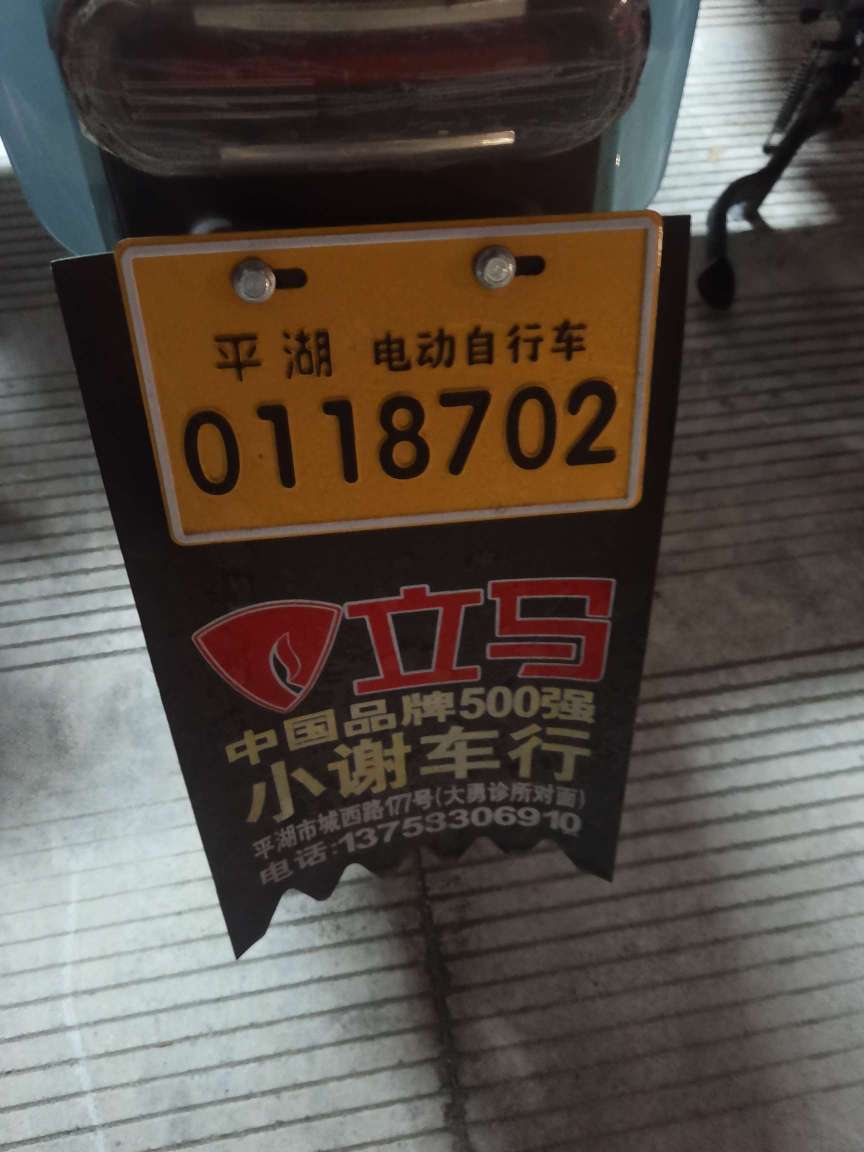 平湖 电动自行车
0118702
立马
中国品牌500强
小谢车行
平湖市城西路177号(大勇诊所对面)
电话:13753306910